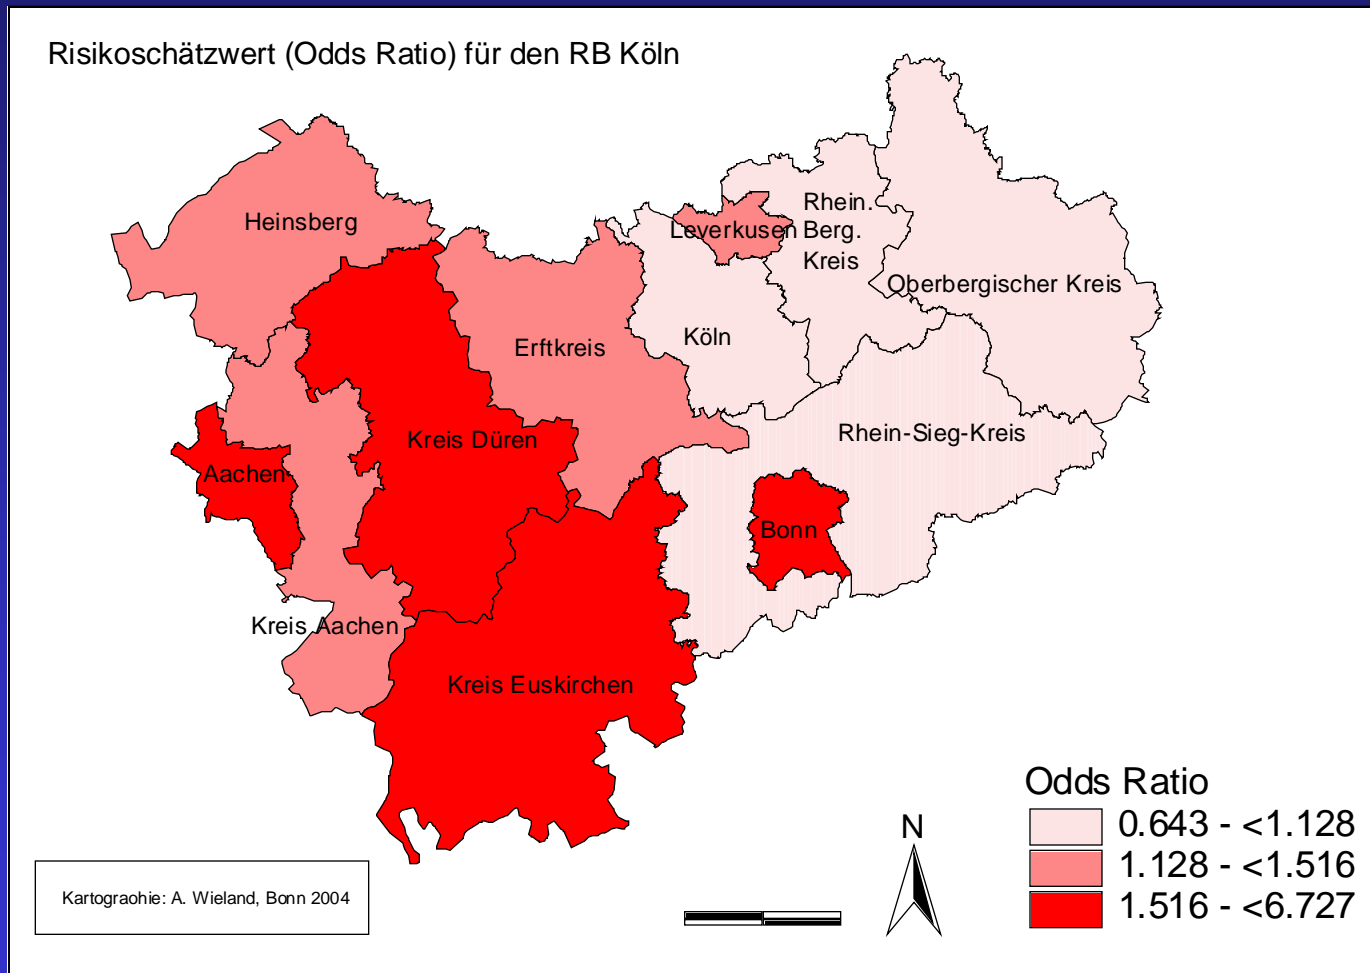 Risikoschätzwert (Odds Ratio) für den RB Köln
Heinsberg
Leverkusen
Rhein.
Berg.
Kreis
Oberbergischer Kreis
Köln
Erftkreis
Kreis Düren
Rhein-Sieg-Kreis
Aachen
Bonn
Kreis Aachen
Kreis Euskirchen
Odds Ratio
0.643 - <1.128
1.128 - <1.516
1.516 - <6.727
N
Kartograohie: A. Wieland, Bonn 2004